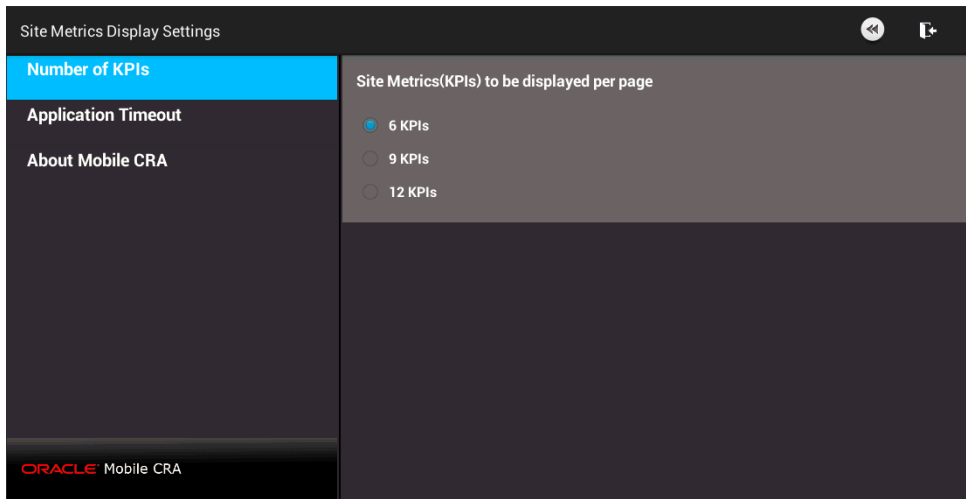 Site Metrics Display Settings
Number of KPIs
Application Timeout
About Mobile CRA
Site Metrics(KPIs) to be displayed per page
6 KPIs
9 KPIs
12 KPIs
ORACLE Mobile CRA